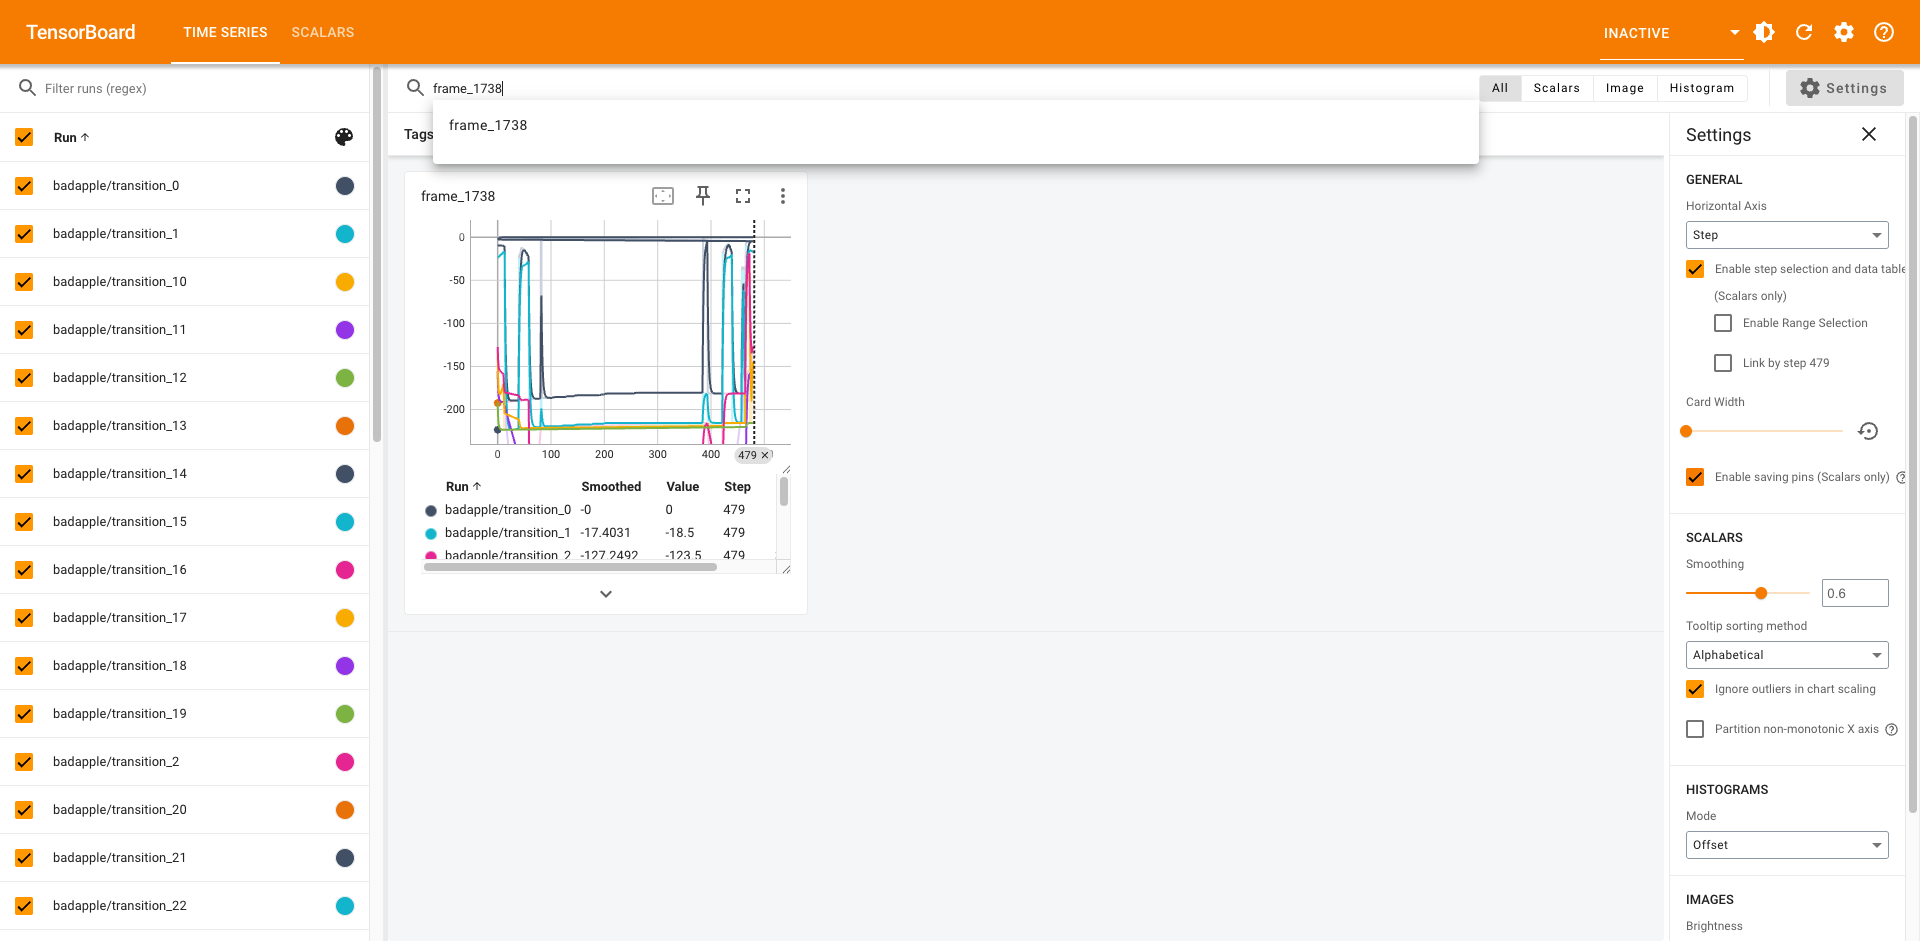 TensorBoard
TIME SERIES
SCALARS
INACTIVE
Filter runs (regex)
frame_1738
All
Scalars
Image
Histogram
Settings
frame_1738
Run
Tags
badapple/transition_0
badapple/transition_1
badapple/transition_10
badapple/transition_11
badapple/transition_12
badapple/transition_13
badapple/transition_14
badapple/transition_15
badapple/transition_16
badapple/transition_17
badapple/transition_18
badapple/transition_19
badapple/transition_2
badapple/transition_20
badapple/transition_21
badapple/transition_22
frame_1738
0
-50
-100
-150
-200
0 100 200 300 400 479
Run Smoothed Value Step
badapple/transition_0 -0 0 479
badapple/transition_1 -17.4031 -18.5 479
badapple/transition_2 -127.2492 -123.5 479
Settings
GENERAL
Horizontal Axis
Step
Enable step selection and data table
(Scalars only)
Enable Range Selection
Link by step 479
Card Width
Enable saving pins (Scalars only)
SCALARS
Smoothing
0.6
Tooltip sorting method
Alphabetical
Ignore outliers in chart scaling
Partition non-monotonic X axis
HISTOGRAMS
Mode
Offset
IMAGES
Brightness